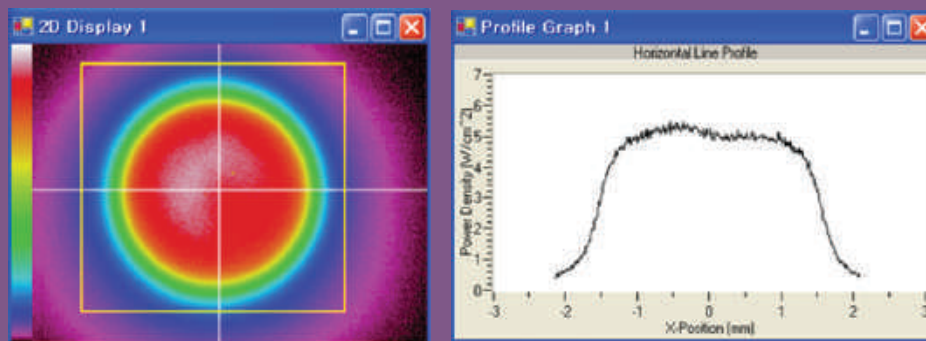 2D Display 1
Profile Graph 1
Horizontal Line Profile
7
6
5
4
3
2
1
0
Power Density [W/cm^2]
-3 -2 -1 0 1 2 3
X-Position (mm)